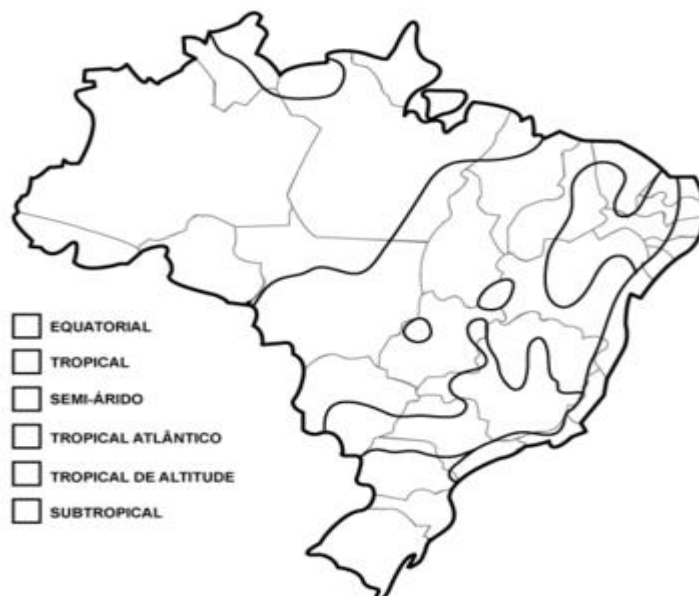 EQUATORIAL
TROPICAL
SEMI-ÁRIDO
TROPICAL ATLÂNTICO
TROPICAL DE ALTITUDE
SUBTROPICAL